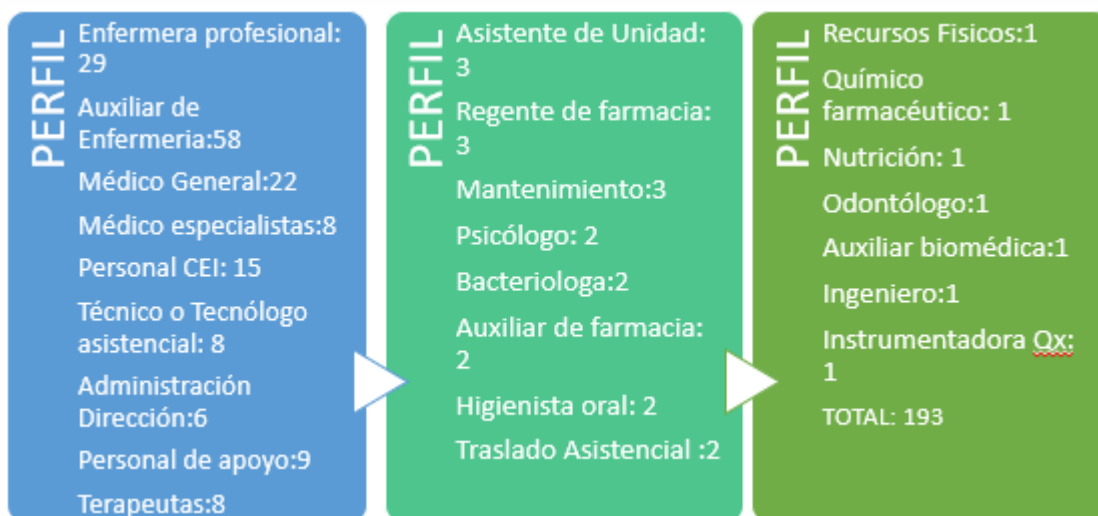 PERFIL
Enfermera profesional:
29
Auxiliar de
Enfermeria:58
Médico General:22
Médico especialistas:8
Personal CEI: 15
Técnico o Tecnólogo
asistencial: 8
Administración
Dirección:6
Personal de apoyo:9
Terapeutas:8
PERFIL
Asistente de Unidad:
3
Regente de farmacia:
3
Mantenimiento:3
Psicólogo: 2
Bacteriologa:2
Auxiliar de farmacia:
2
Higienista oral: 2
Traslado Asistencial :2
PERFIL
Recursos Fisicos:1
Químico
farmacéutico: 1
Nutrición: 1
Odontólogo:1
Auxiliar biomédica:1
Ingeniero:1
Instrumentadora Qx:
1
TOTAL: 193